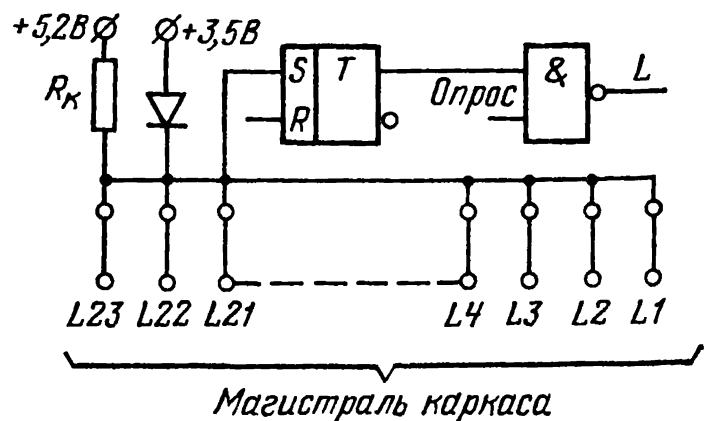 +5,2В +3,5В
Rк
S T
R
&
Опрос
L
L23 L22 L21 L4 L3 L2 L1
Магистраль каркаса